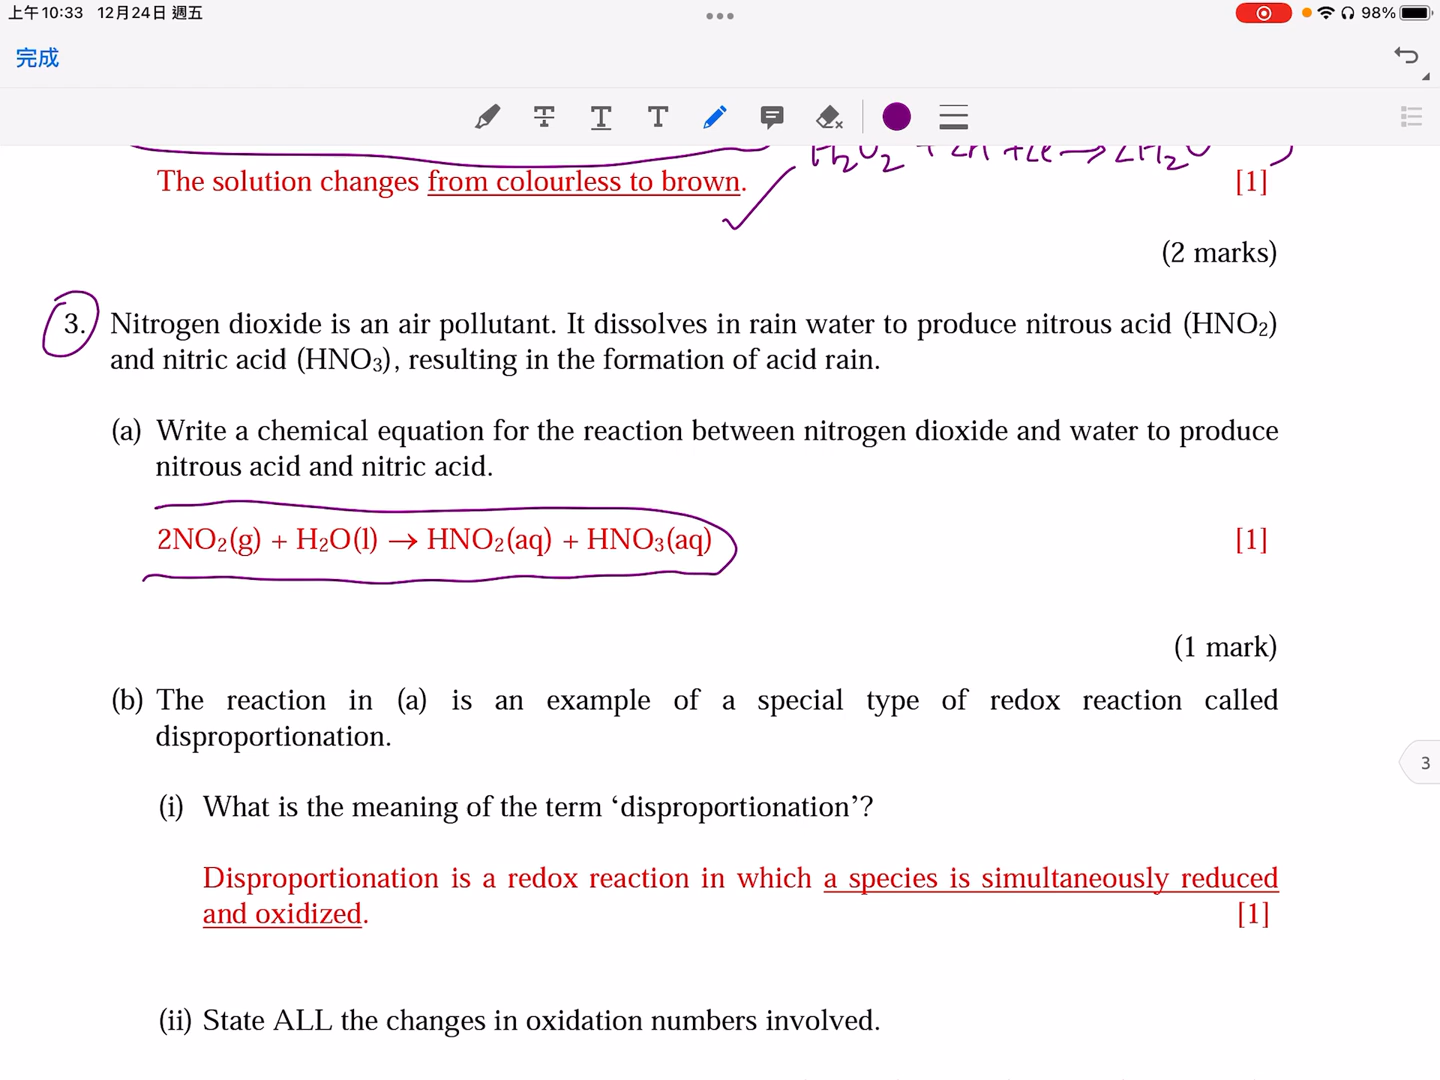 上午10:33 12月24日 週五
98%
完成
H₂O₂ + 2H + 2e → 2H₂O
The solution changes from colourless to brown. [1]
(2 marks)
3. Nitrogen dioxide is an air pollutant. It dissolves in rain water to produce nitrous acid (HNO₂)
and nitric acid (HNO₃), resulting in the formation of acid rain.
(a) Write a chemical equation for the reaction between nitrogen dioxide and water to produce
nitrous acid and nitric acid.
2NO₂(g) + H₂O(l) → HNO₂(aq) + HNO₃(aq) [1]
(1 mark)
(b) The reaction in (a) is an example of a special type of redox reaction called
disproportionation.
(i) What is the meaning of the term ‘disproportionation’?
Disproportionation is a redox reaction in which a species is simultaneously reduced
and oxidized. [1]
(ii) State ALL the changes in oxidation numbers involved.
3